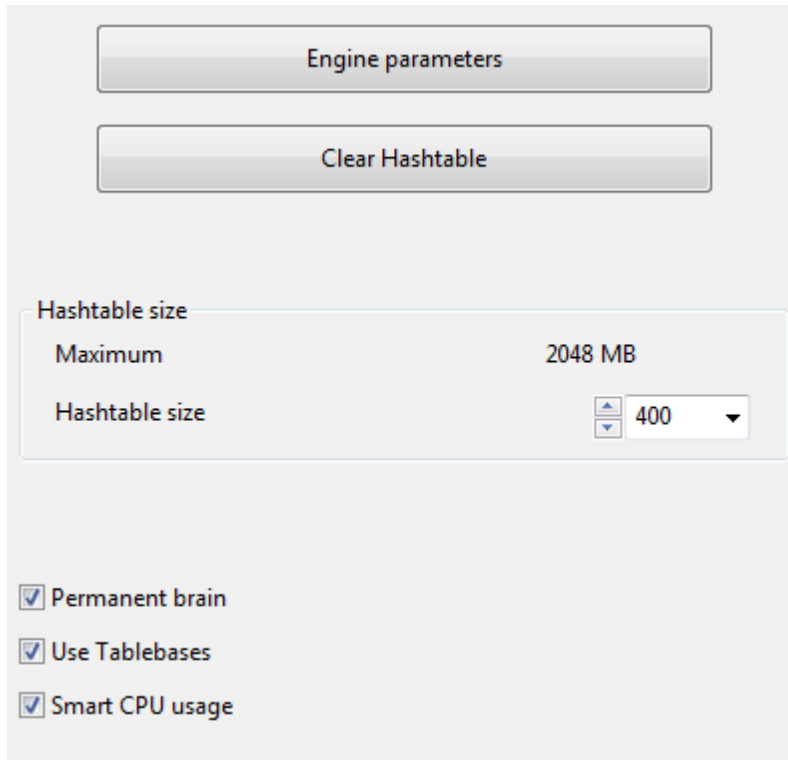 Engine parameters
Clear Hashtable
Hashtable size
Maximum 2048 MB
Hashtable size 400
Permanent brain
Use Tablebases
Smart CPU usage